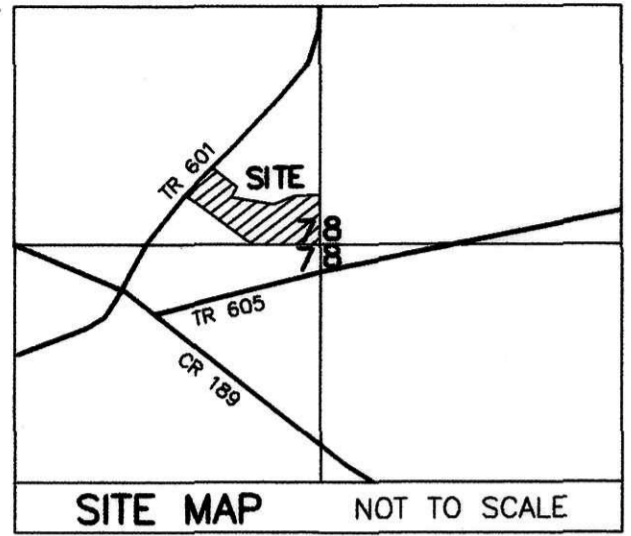 TR 601
SITE
7 8
7 8
TR 605
CR 189
SITE MAP
NOT TO SCALE